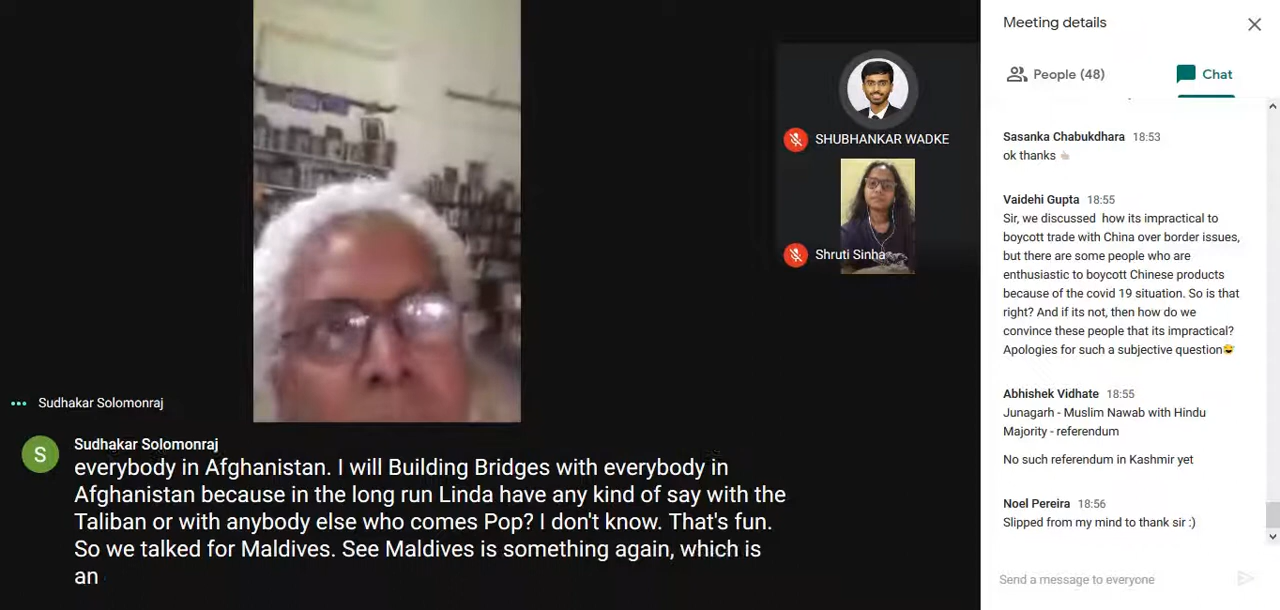 Meeting details
People (48)
Chat
SHUBHANKAR WADKE
Shruti Sinha
Sudhakar Solomonraj
S
Sudhakar Solomonraj
everybody in Afghanistan. I will Building Bridges with everybody in
Afghanistan because in the long run Linda have any kind of say with the
Taliban or with anybody else who comes Pop? I don't know. That's fun.
So we talked for Maldives. See Maldives is something again, which is
an
Sasanka Chabukdhara 18:53
ok thanks 👍🏻
Vaidehi Gupta 18:55
Sir, we discussed how its impractical to
boycott trade with China over border issues,
but there are some people who are
enthusiastic to boycott Chinese products
because of the covid 19 situation. So is that
right? And if its not, then how do we
convince these people that its impractical?
Apologies for such a subjective question😅
Abhishek Vidhate 18:55
Junagarh - Muslim Nawab with Hindu
Majority - referendum
No such referendum in Kashmir yet
Noel Pereira 18:56
Slipped from my mind to thank sir :)
Send a message to everyone